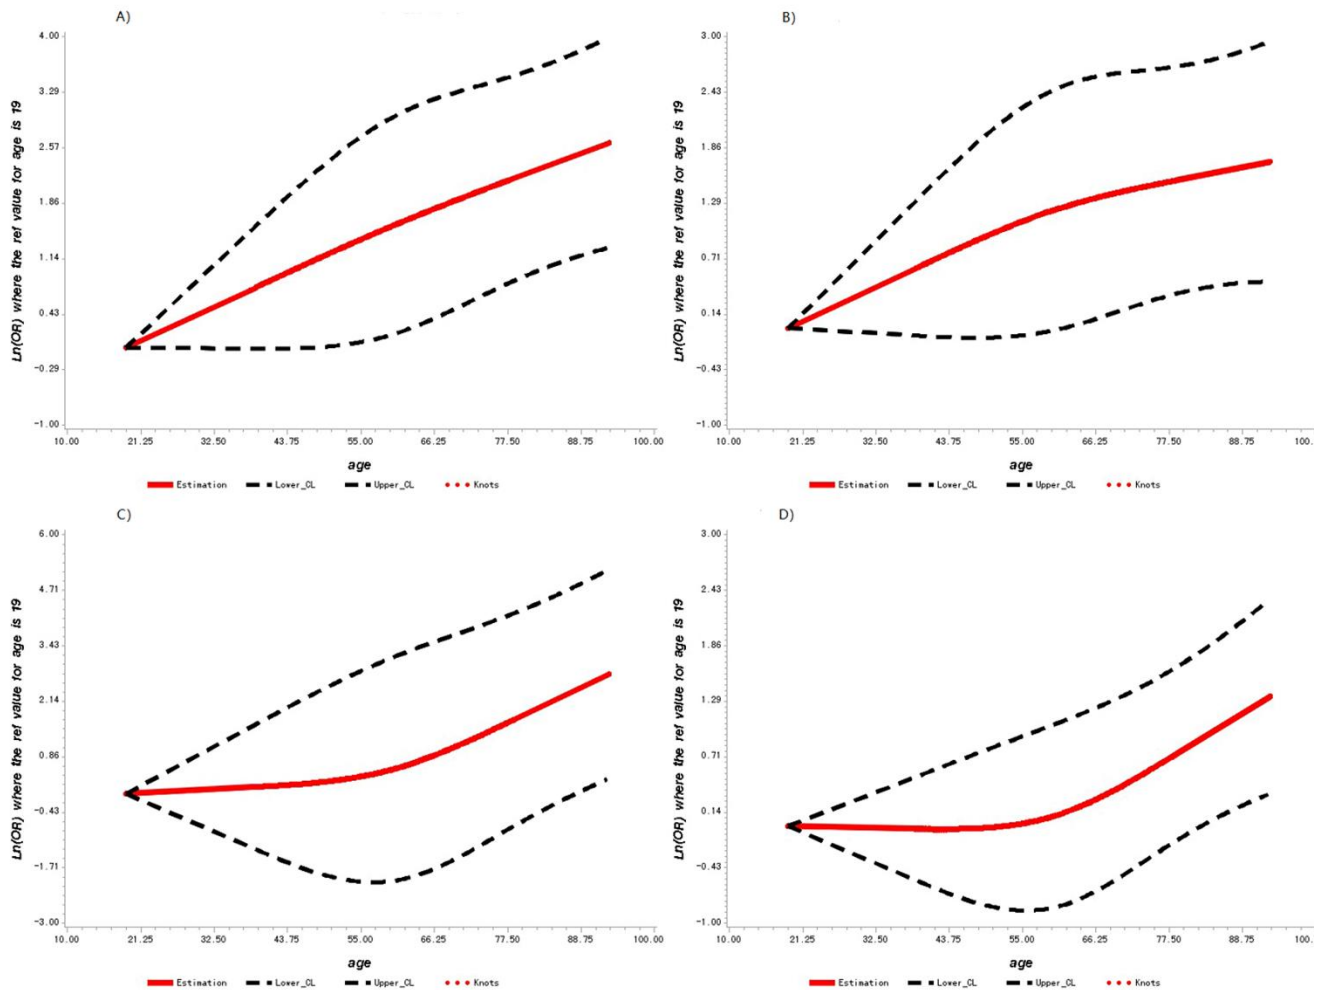 A)
Ln(OR) where the ref value for age is 19
4.00
3.29
2.57
1.86
1.14
0.43
-0.29
-1.00
10.00 21.25 32.50 43.75 55.00 66.25 77.50 88.75 100.00
age
Estimation Lower_CL Upper_CL Knots
B)
Ln(OR) where the ref value for age is 19
3.00
2.43
1.86
1.29
0.71
0.14
-0.43
-1.00
10.00 21.25 32.50 43.75 55.00 66.25 77.50 88.75 100.
age
Estimation Lower_CL Upper_CL Knots
C)
Ln(OR) where the ref value for age is 19
6.00
4.71
3.43
2.14
0.86
-0.43
-1.71
-3.00
10.00 21.25 32.50 43.75 55.00 66.25 77.50 88.75 100.00
age
Estimation Lower_CL Upper_CL Knots
D)
Ln(OR) where the ref value for age is 19
3.00
2.43
1.86
1.29
0.71
0.14
-0.43
-1.00
10.00 21.25 32.50 43.75 55.00 66.25 77.50 88.75 100.
age
Estimation Lower_CL Upper_CL Knots